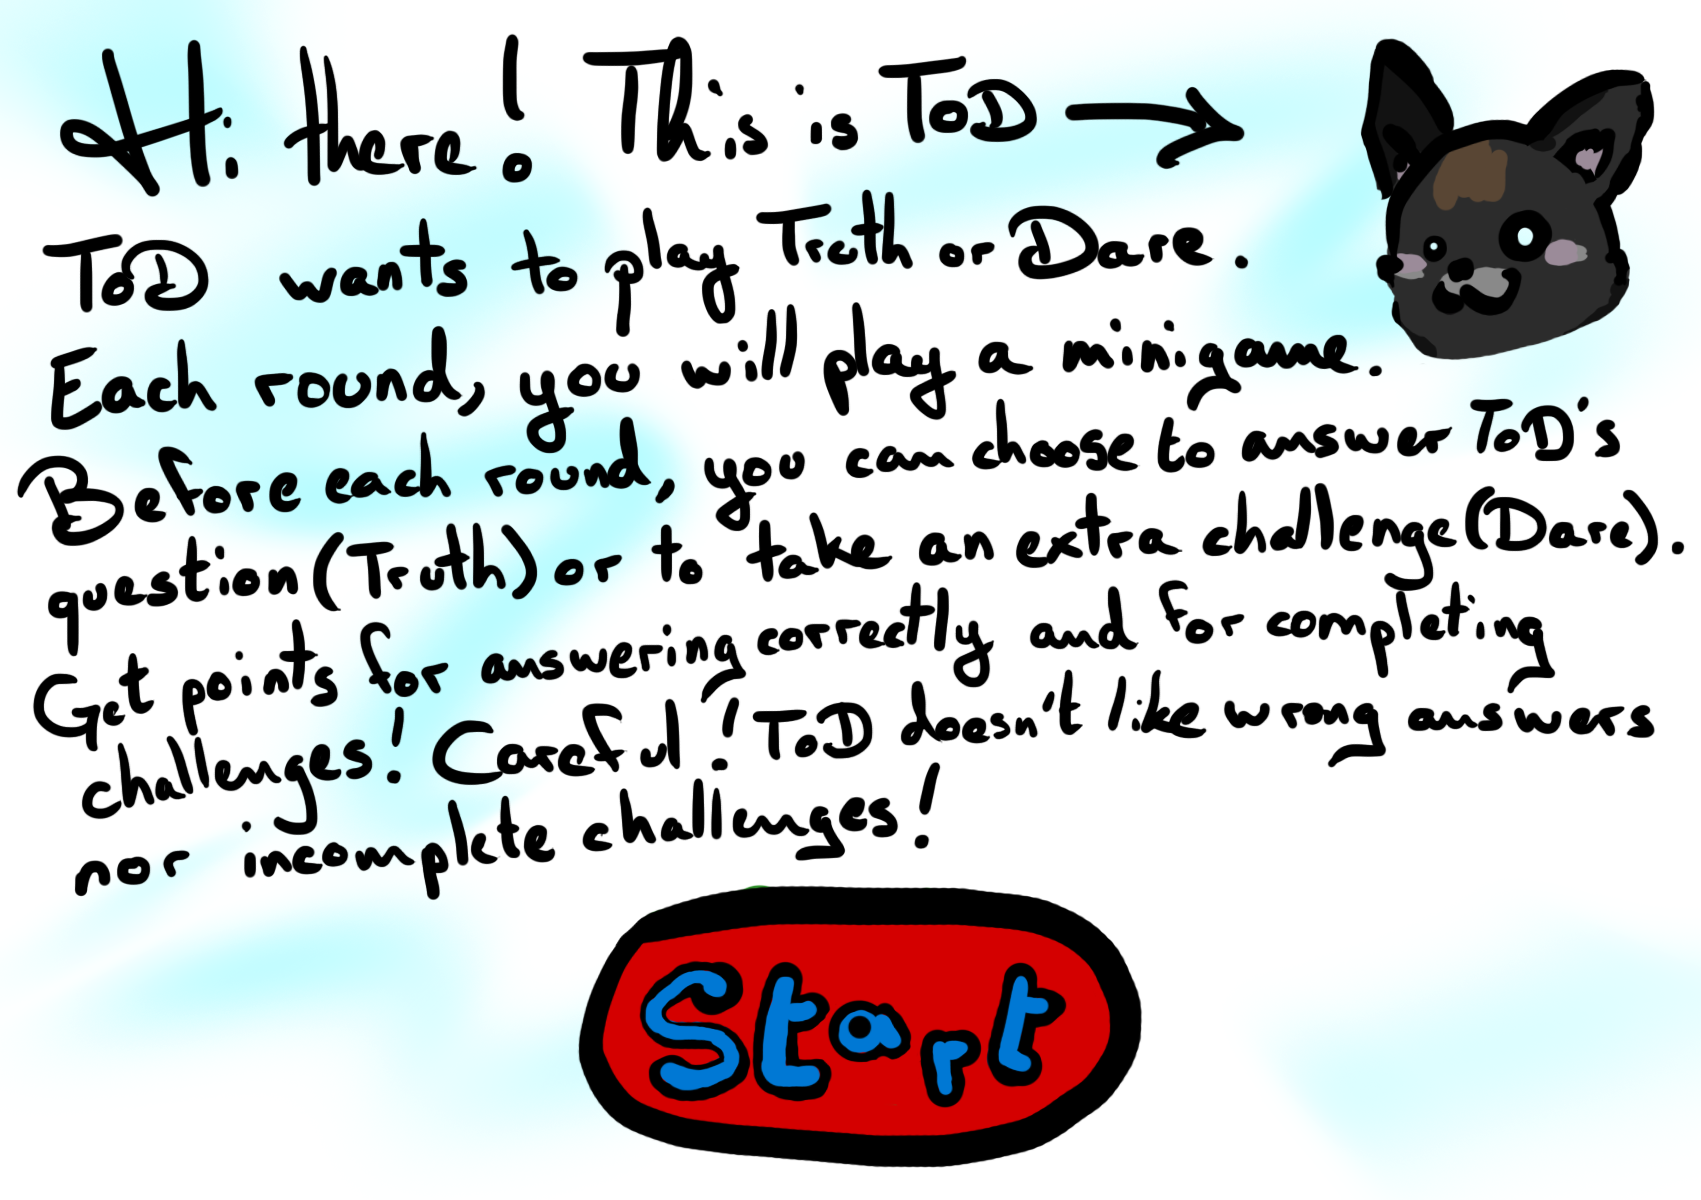 Hi there! This is ToD
ToD wants to play Truth or Dare.
Each round, you will play a minigame.
Before each round, you can choose to answer ToD's
question (Truth) or to take an extra challenge (Dare).
Get points for answering correctly and for completing
challenges! Careful! ToD doesn't like wrong answers
nor incomplete challenges!
Start